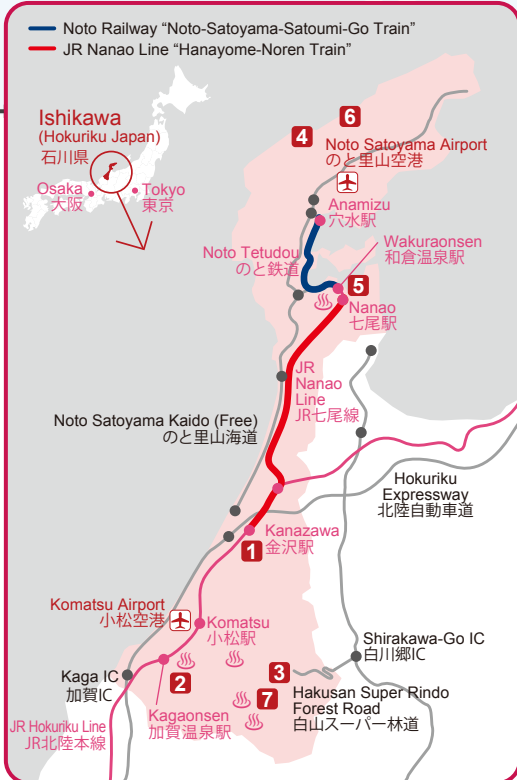 Noto Railway “Noto-Satoyama-Satoumi-Go Train”
JR Nanao Line “Hanayome-Noren Train”
Ishikawa
(Hokuriku Japan)
石川県
Osaka
大阪
Tokyo
東京
4
6
Noto Satoyama Airport
のと里山空港
Anamizu
穴水駅
Noto Tetudou
のと鉄道
Wakuraonsen
和倉温泉駅
5
Nanao
七尾駅
JR
Nanao
Line
JR七尾線
Noto Satoyama Kaido (Free)
のと里山海道
Hokuriku
Expressway
北陸自動車道
Kanazawa
金沢駅
1
Komatsu Airport
小松空港
Komatsu
小松駅
Shirakawa-Go IC
白川郷IC
Kaga IC
加賀IC
2
3
7
Hakusan Super Rindo
Forest Road
白山スーパー林道
Kagaonsen
加賀温泉駅
JR Hokuriku Line
JR北陸本線